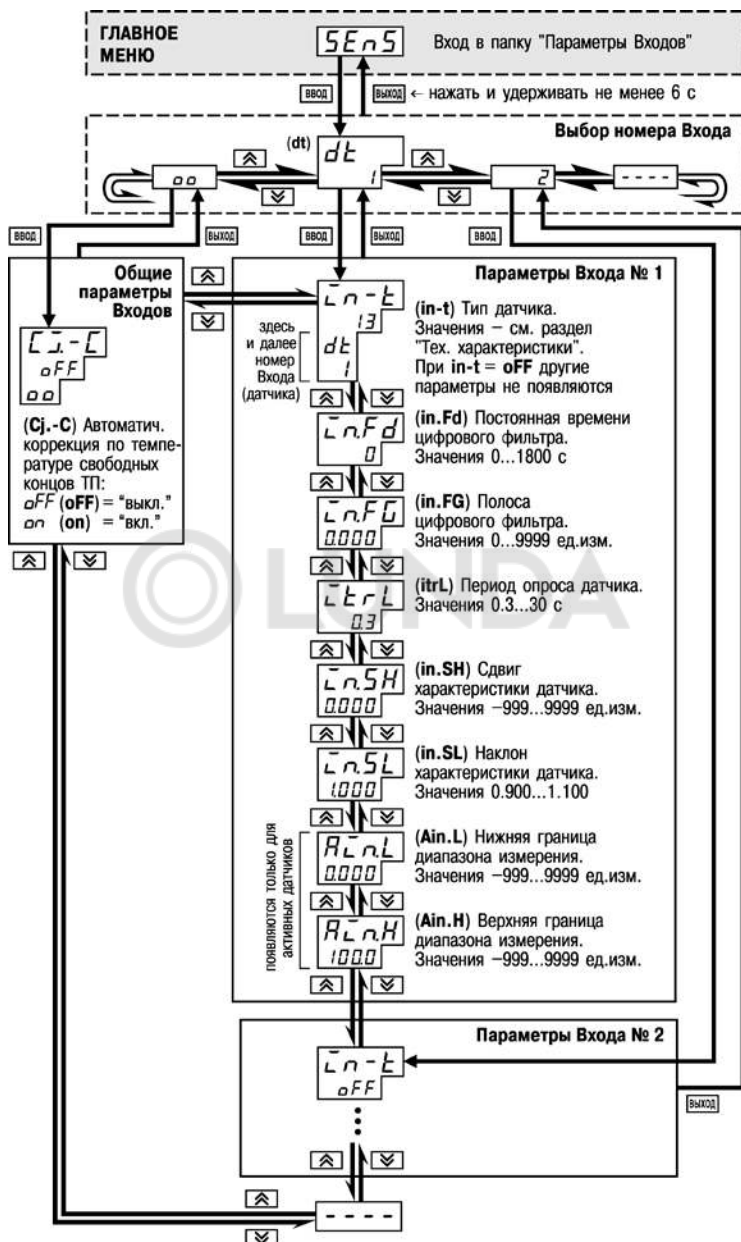 ГЛАВНОЕ
МЕНЮ
SEnS
Вход в папку "Параметры Входов"
ВВОД
ВЫХОД
← нажать и удерживать не менее 6 с
Выбор номера Входа
(dt)
dt
1
oo
2
- - - -
ВВОД
ВЫХОД
ВВОД
ВЫХОД
ВВОД
Общие
параметры
Входов
CJ.-C
oFF
oo
(Cj.-C) Автоматич.
коррекция по темпе-
ратуре свободных
концов ТП:
oFF (oFF) = "выкл."
on (on) = "вкл."
Параметры Входа № 1
in-t
13
dt
1
здесь
и далее
номер
Входа
(датчика)
(in-t) Тип датчика.
Значения – см. раздел
"Тех. характеристики".
При in-t = oFF другие
параметры не появляются
in.Fd
0
(in.Fd) Постоянная времени
цифрового фильтра.
Значения 0...1800 с
in.FG
0.000
(in.FG) Полоса
цифрового фильтра.
Значения 0...9999 ед.изм.
LUNDA
itrL
0.3
(itrL) Период опроса датчика.
Значения 0.3...30 с
in.SH
0.000
(in.SH) Сдвиг
характеристики датчика.
Значения −999...9999 ед.изм.
in.SL
1.000
(in.SL) Наклон
характеристики датчика.
Значения 0.900...1.100
появляются только для
активных датчиков
Ain.L
0.000
(Ain.L) Нижняя граница
диапазона измерения.
Значения −999...9999 ед.изм.
Ain.H
100.0
(Ain.H) Верхняя граница
диапазона измерения.
Значения −999...9999 ед.изм.
Параметры Входа № 2
in-t
oFF
ВЫХОД
- - - -